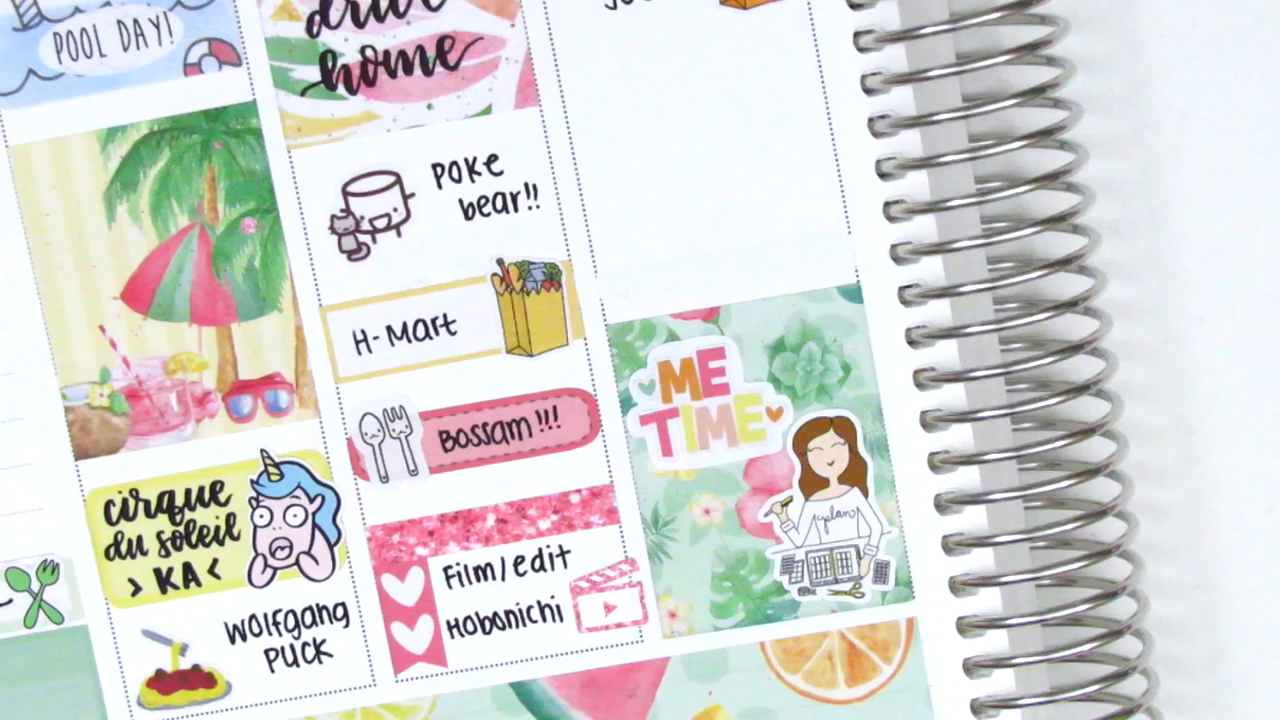 POOL DAY!
drive
home
POKE
bear!!
H-Mart
BOSSAM!!!
Film/edit
Hobonichi
cirque
du soleil
> KA <
WOLFGANG
PUCK
ME
TIME